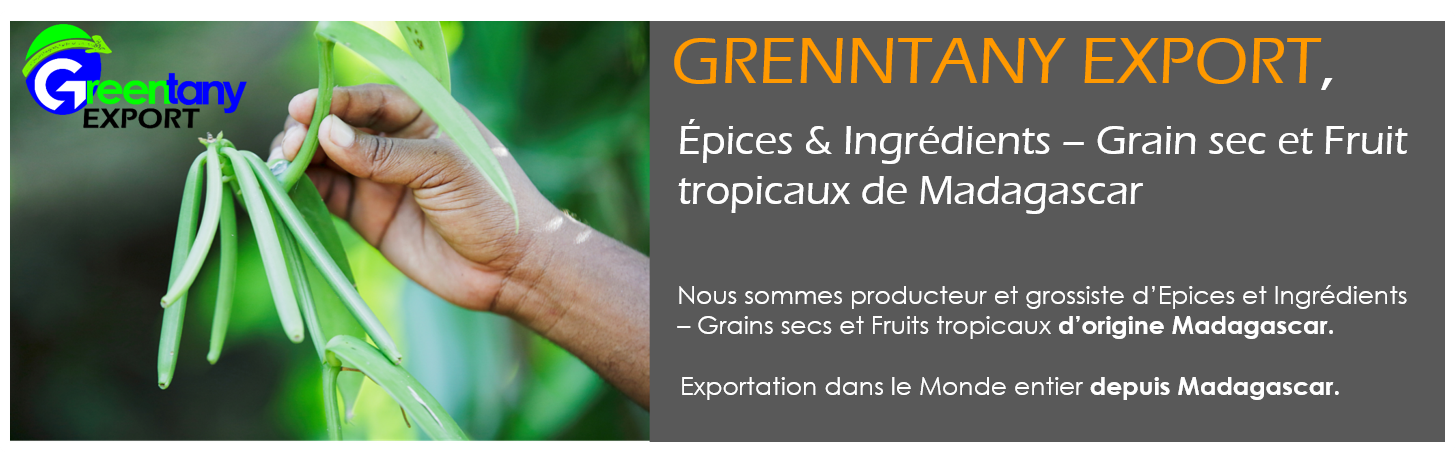 Greentany
EXPORT
GRENNTANY EXPORT,
Épices & Ingrédients – Grain sec et Fruit
tropicaux de Madagascar
Nous sommes producteur et grossiste d’Epices et Ingrédients
– Grains secs et Fruits tropicaux d’origine Madagascar.
Exportation dans le Monde entier depuis Madagascar.